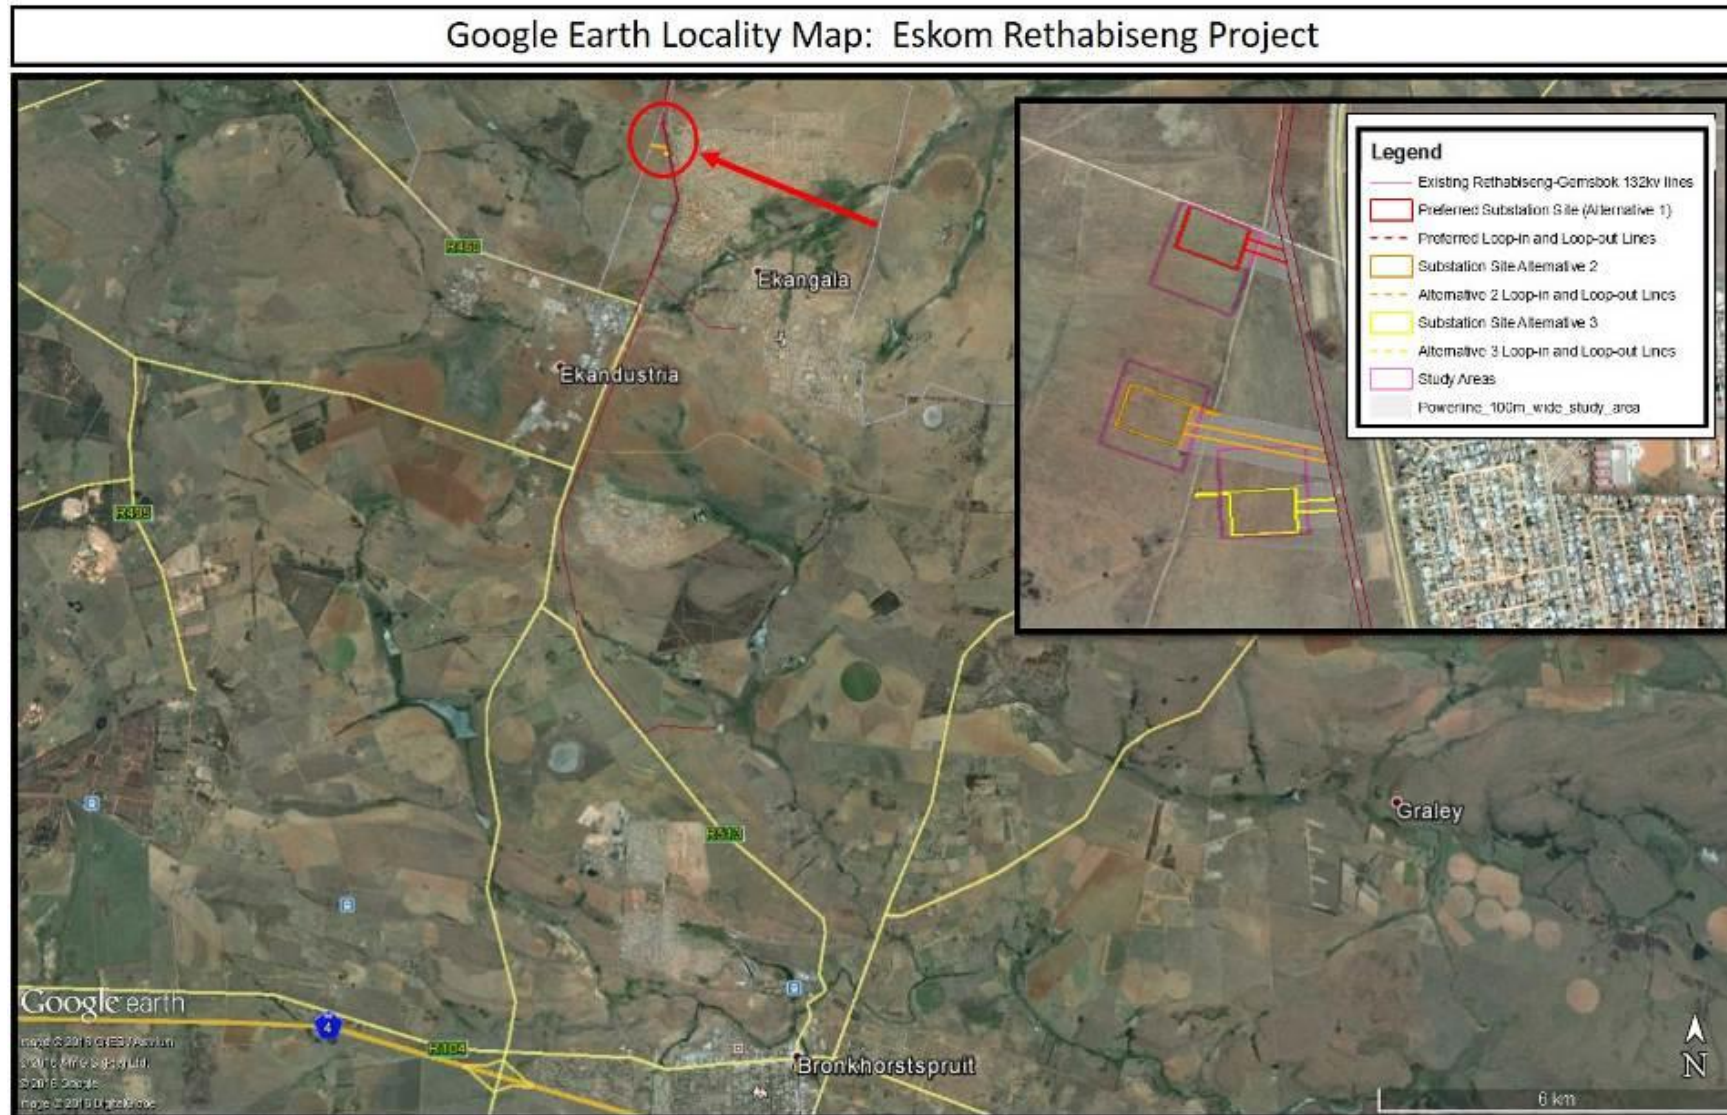 Google Earth Locality Map: Eskom Rethabiseng Project
Legend
Existing Rethabiseng-Gemsbok 132kv lines
Preferred Substation Site (Alternative 1)
Preferred Loop-in and Loop-out Lines
Substation Site Alternative 2
Alternative 2 Loop-in and Loop-out Lines
Substation Site Alternative 3
Alternative 3 Loop-in and Loop-out Lines
Study Areas
Powerline_100m_wide_study_area
Ekangala
Ekandustria
R513
Graley
Google earth
4
R104
Bronkhorstspruit
N
6 km
© 2016 Google